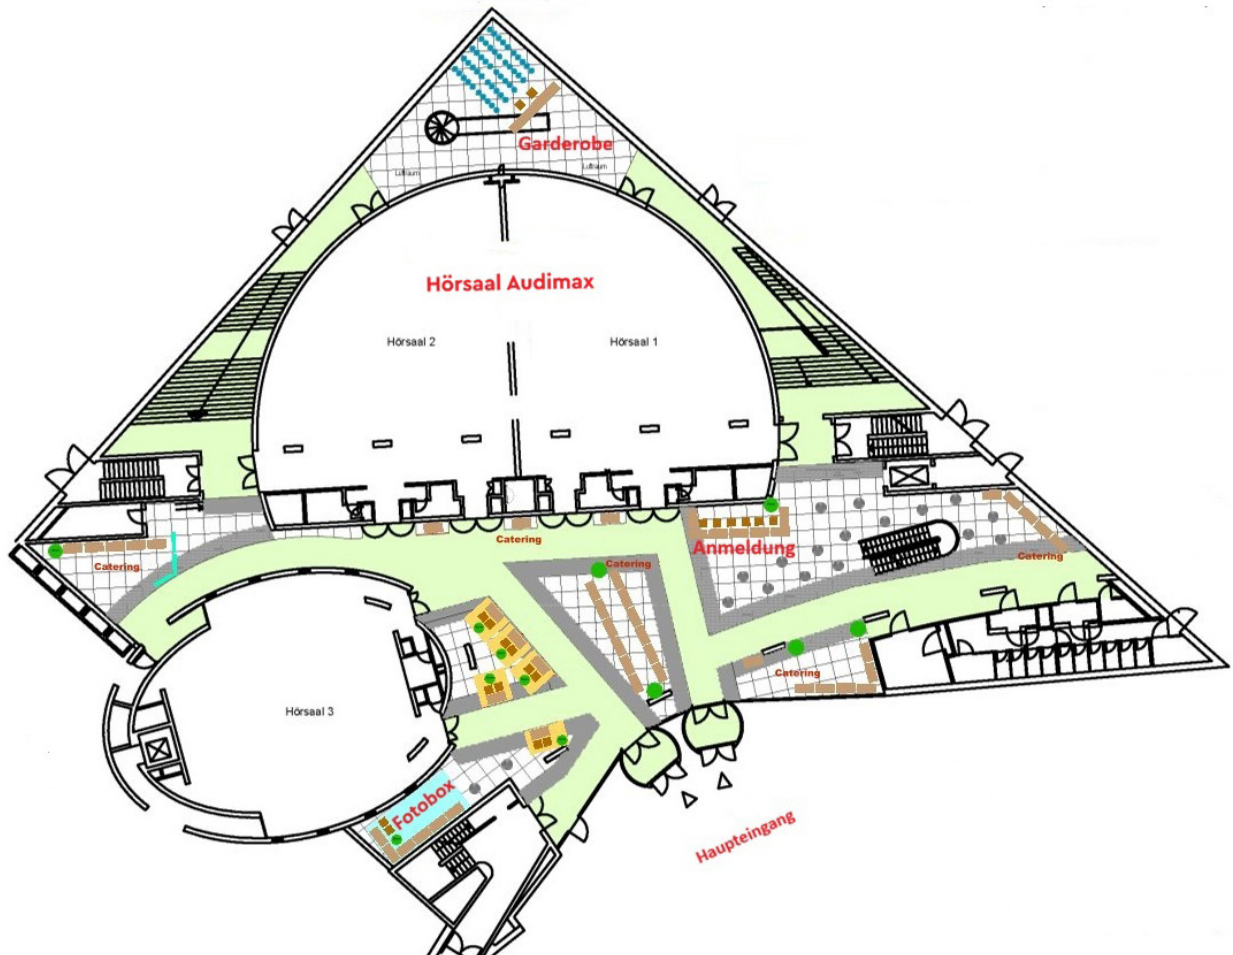 Garderobe
Luftraum
Luftraum
Hörsaal Audimax
Hörsaal 2
Hörsaal 1
Catering
Anmeldung
Catering
Catering
Catering
Catering
Hörsaal 3
Fotobox
Haupteingang